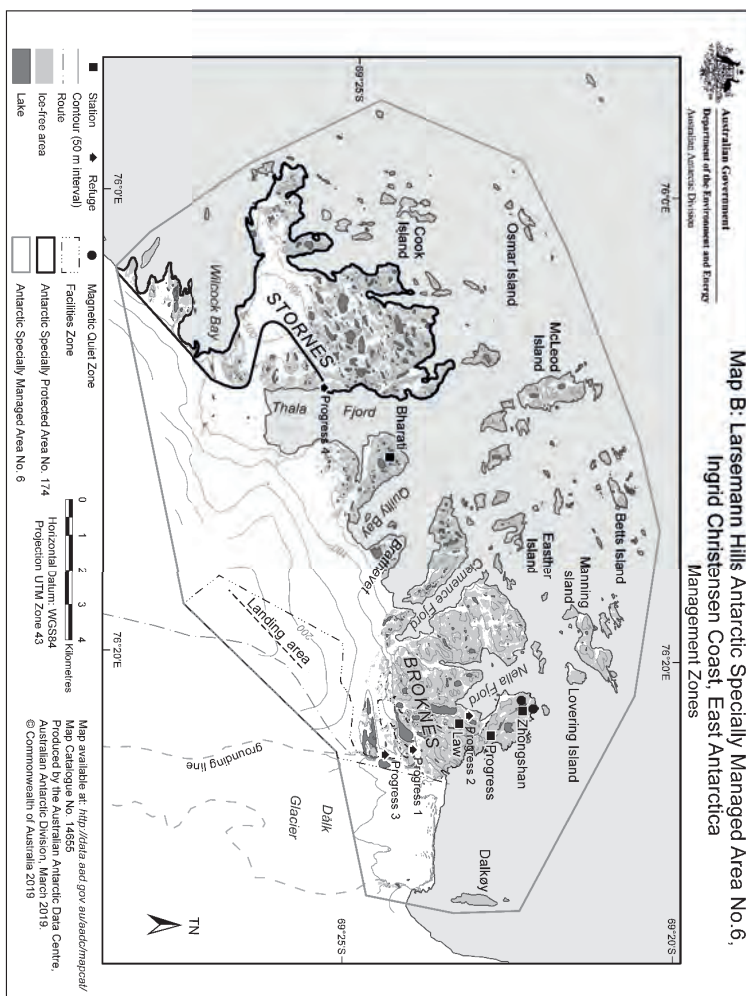 Australian Government
Department of the Environment and Energy
Australian Antarctic Division
Map B: Larsemann Hills Antarctic Specially Managed Area No.6,
Ingrid Christensen Coast, East Antarctica
Management Zones
76°0'E
76°20'E
69°20'S
69°25'S
Osmar Island
McLeod
Island
Betts Island
Manning
Island
Easther
Island
Lovering Island
Cook
Island
Wilcock Bay
STORNES
Thala
Fjord
Progress 4
Bharati
Quilty Bay
Brattnevet
Clemence Fjord
Nella Fjord
BROKNES
Zhongshan
Progress
Progress 2
Law
Progress 1
Progress 3
Dalkøy
100
200
Landing area
grounding line
Dålk
Glacier
69°25'S
76°0'E
76°20'E
TN
Station
Refuge
Magnetic Quiet Zone
Contour (50 m interval)
Facilities Zone
Route
Antarctic Specially Protected Area No. 174
Ice-free area
Antarctic Specially Managed Area No. 6
Lake
0 1 2 3 4
Kilometres
Horizontal Datum: WGS84
Projection UTM Zone 43
Map available at: http://data.aad.gov.au/aadc/mapcat/
Map Catalogue No. 14655
Produced by the Australian Antarctic Data Centre,
Australian Antarctic Division, March 2019.
© Commonwealth of Australia 2019